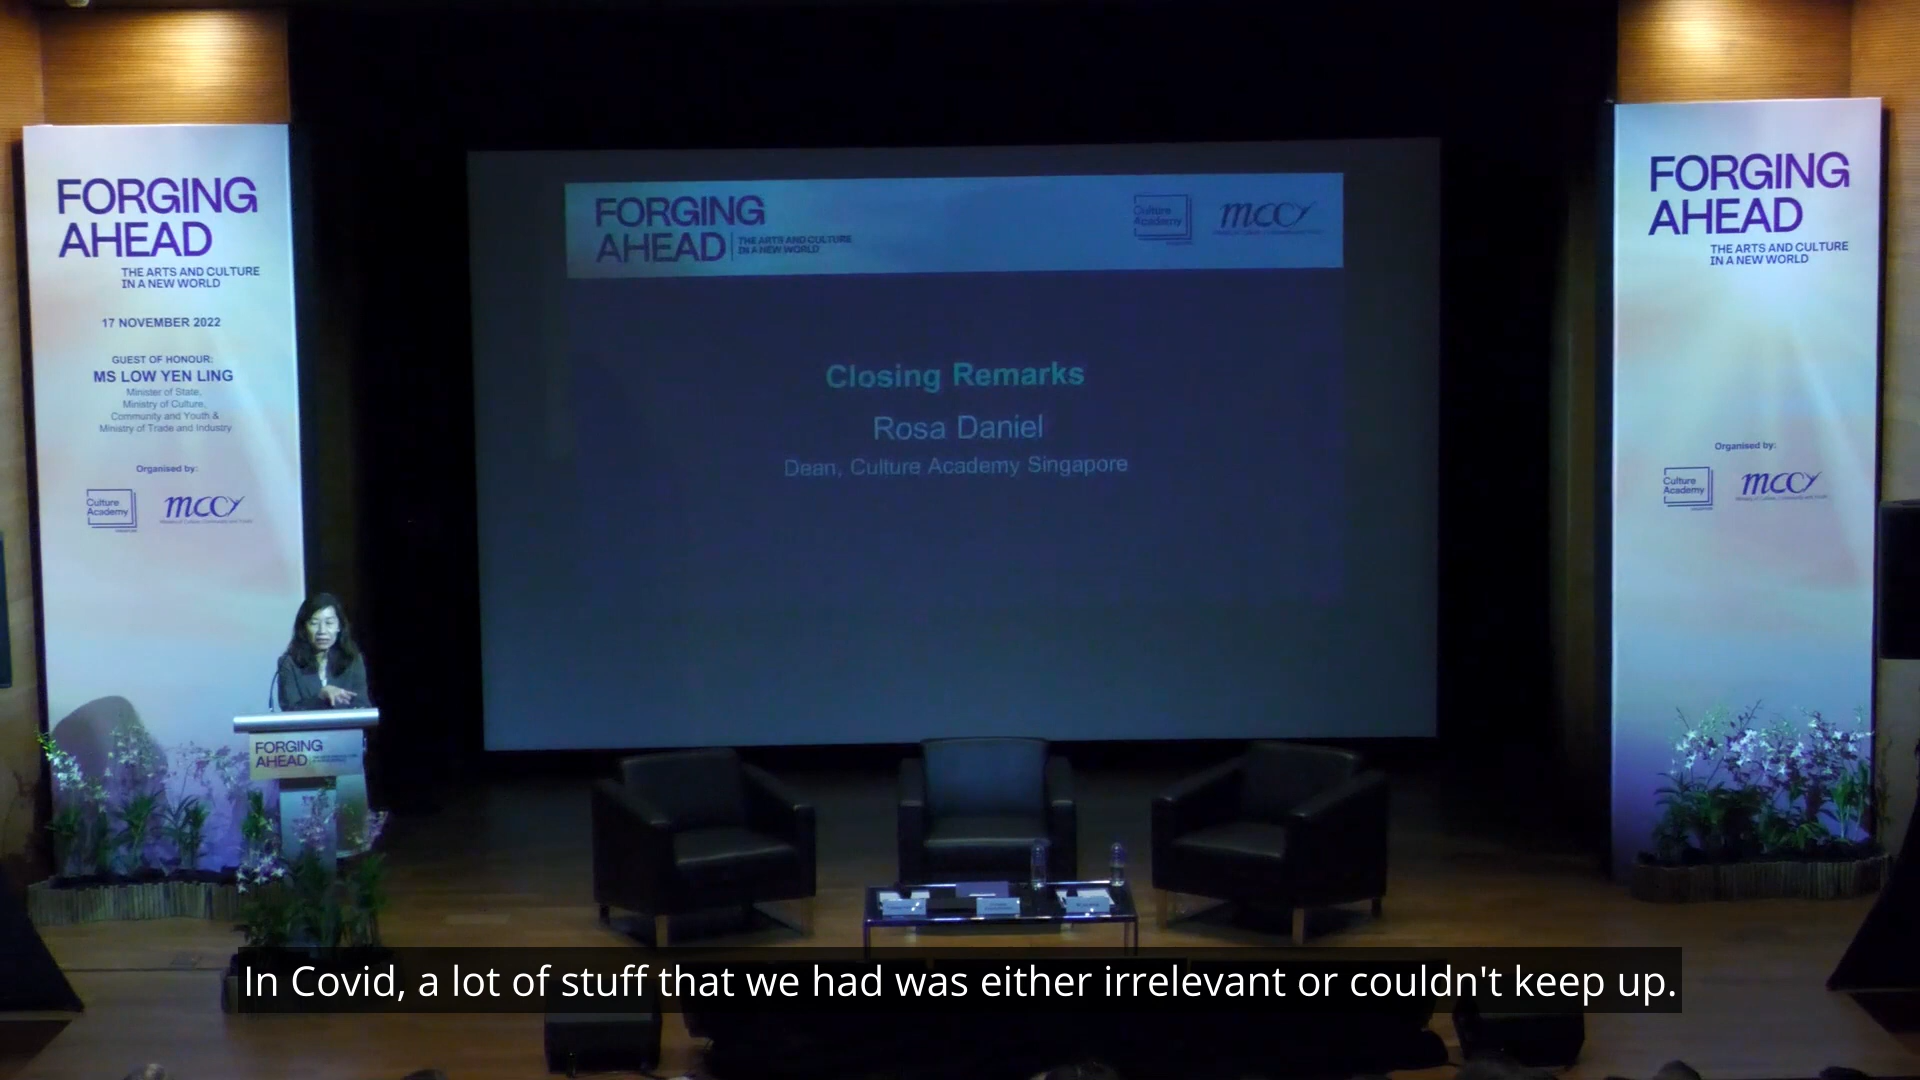 FORGING
AHEAD
THE ARTS AND CULTURE
IN A NEW WORLD
17 NOVEMBER 2022
GUEST OF HONOUR:
MS LOW YEN LING
Minister of State,
Ministry of Culture,
Community and Youth &
Ministry of Trade and Industry
Organised by:
Culture
Academy
mccy
FORGING
AHEAD
THE ARTS AND CULTURE
IN A NEW WORLD
Culture
Academy
mccy
Closing Remarks
Rosa Daniel
Dean, Culture Academy Singapore
FORGING
AHEAD
THE ARTS AND CULTURE
IN A NEW WORLD
Organised by:
Culture
Academy
mccy
FORGING
AHEAD
In Covid, a lot of stuff that we had was either irrelevant or couldn't keep up.